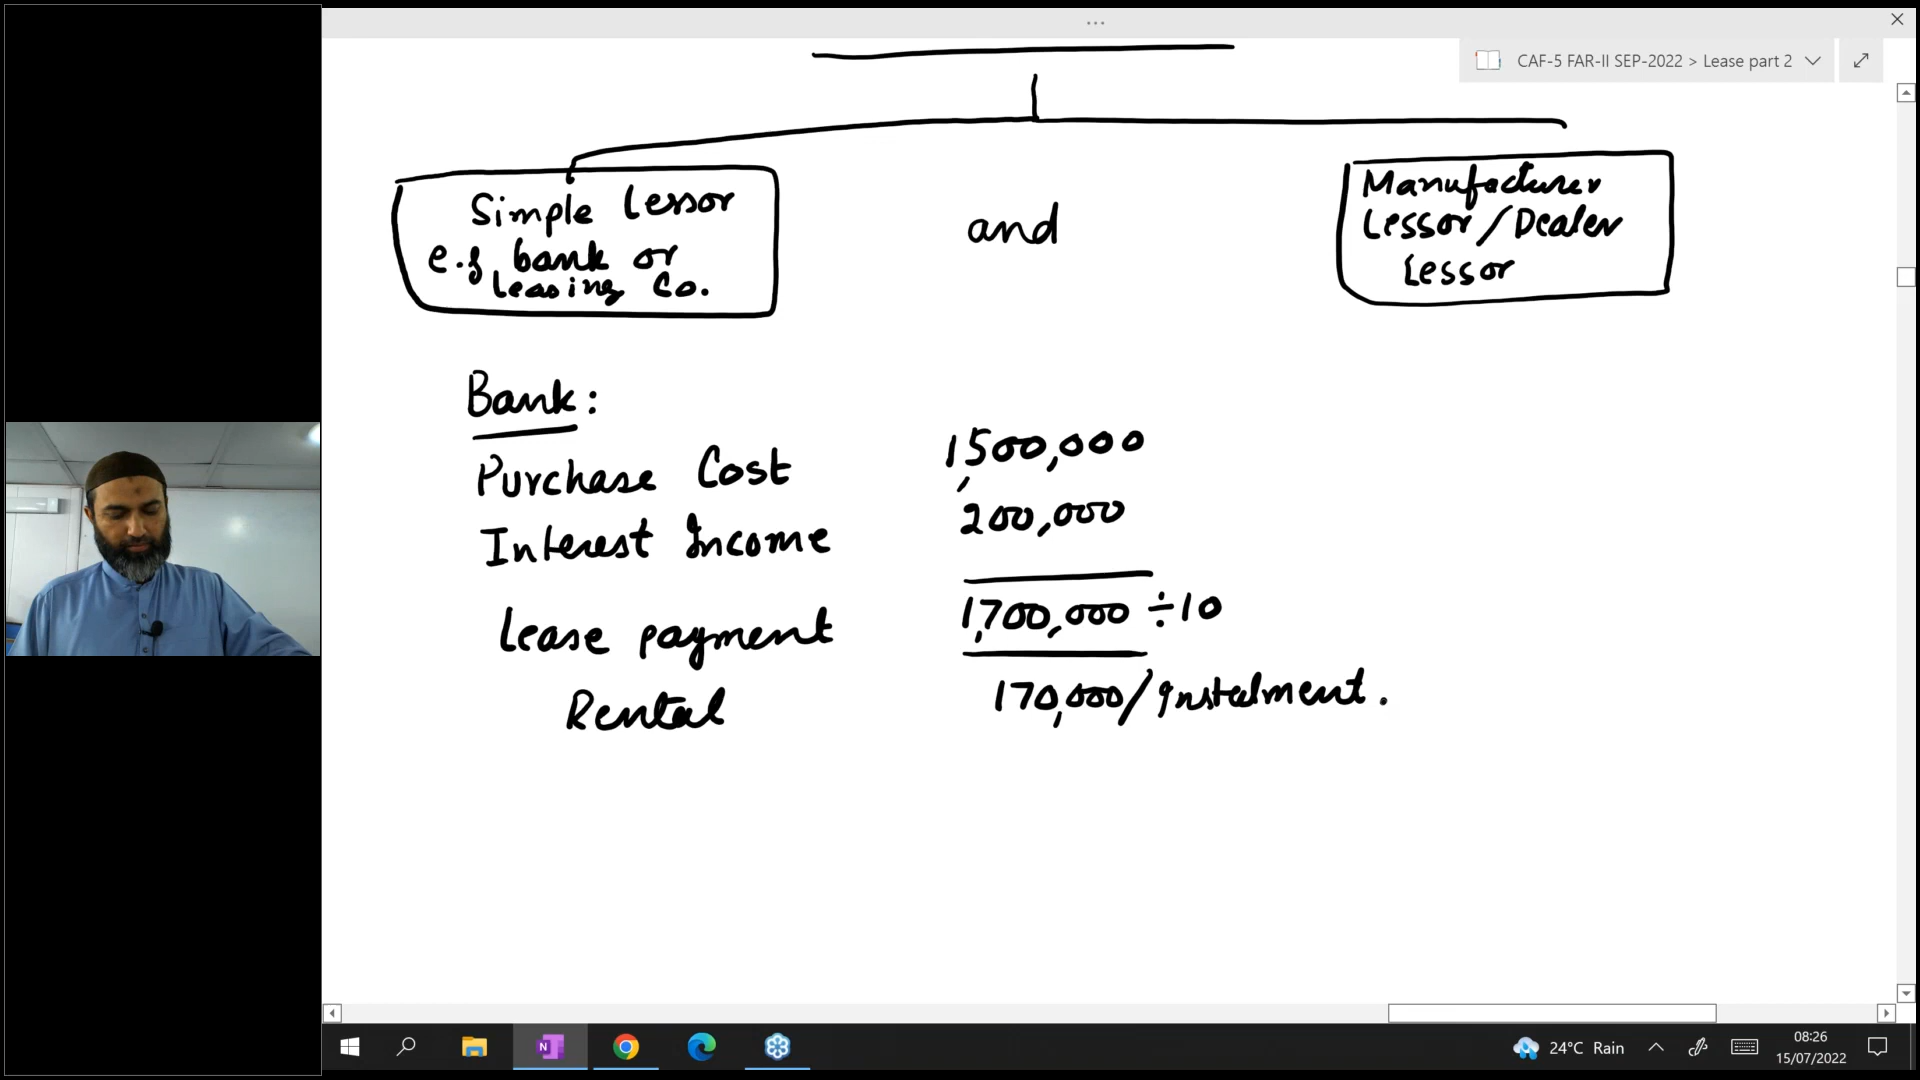 CAF-5 FAR-II SEP-2022 > Lease part 2
Simple Lessor
e.g bank or
Leasing Co.
and
Manufacturer
Lessor/Dealer
Lessor
Bank:
Purchase Cost 1,500,000
Interest Income 200,000
Lease payment 1,700,000 ÷10
Rental 170,000/Instalment.
24°C Rain
08:26
15/07/2022